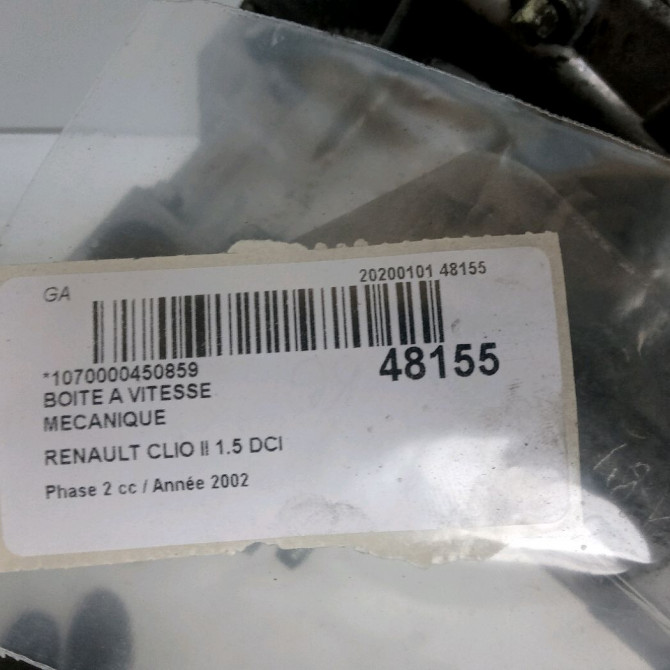 GA
20200101 48155
*1070000450859
48155
BOITE A VITESSE
MECANIQUE
RENAULT CLIO II 1.5 DCI
Phase 2 cc / Année 2002